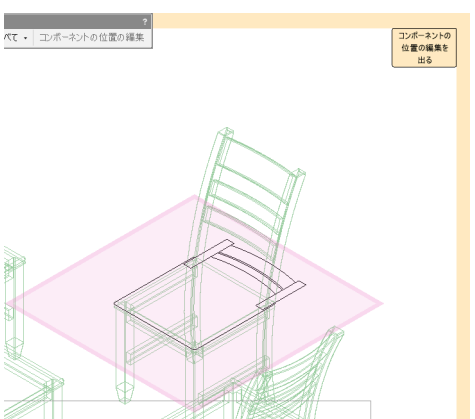 ?
べて ・ コンポーネントの位置の編集
コンポーネントの
位置の編集を
出る